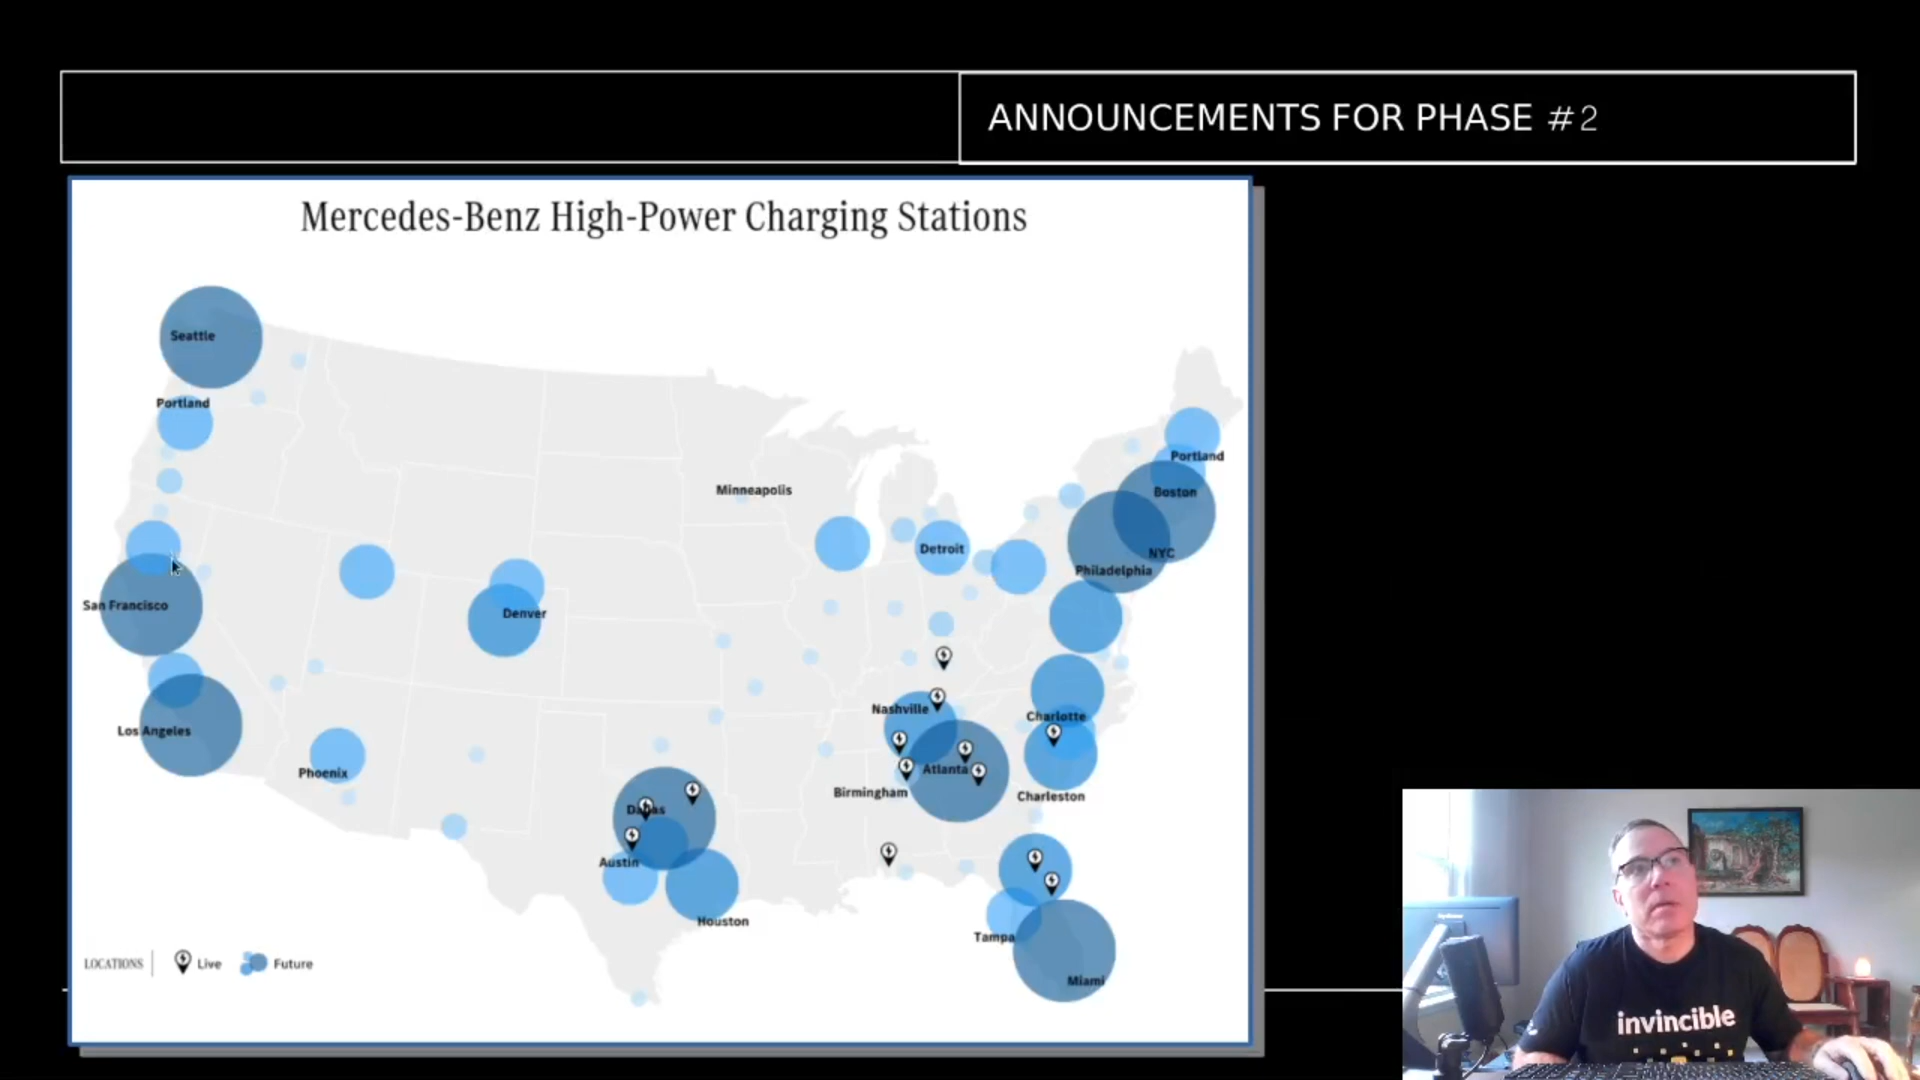 ANNOUNCEMENTS FOR PHASE #2
Mercedes-Benz High-Power Charging Stations
Seattle
Portland
Minneapolis
Portland
Boston
Detroit
NYC
Philadelphia
San Francisco
Denver
Nashville
Charlotte
Los Angeles
Phoenix
Atlanta
Birmingham
Charleston
Dallas
Austin
Houston
Tampa
Miami
LOCATIONS
Live
Future
invincible